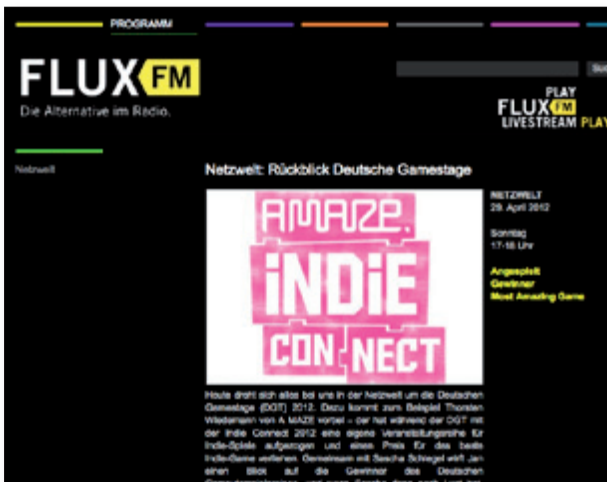 PROGRAMM
FLUX FM
Die Alternative im Radio.
PLAY
FLUX FM
LIVESTREAM PLAY
Netzwelt
Netzwelt: Rückblick Deutsche Gamestage
AMAZE.
INDIE
CONNECT
NETZWELT
29. April 2012
Sonntag
17-18 Uhr
Angespielt
Gewinner
Most Amazing Game
Heute dreht sich alles bei uns in der Netzwelt um die Deutschen
Gamestage (DGT) 2012. Dazu kommt zum Beispiel Thorsten
Wiedemann von A MAZE vorbei – der hat während der DGT mit
der Indie Connect 2012 eine eigene Veranstaltungsreihe für
Indie-Spiele aufgezogen und einen Preis für das beste
Indie-Game verliehen. Gemeinsam mit Sascha Schlegel wirft Jan
einen Blick auf die Gewinner des Deutschen